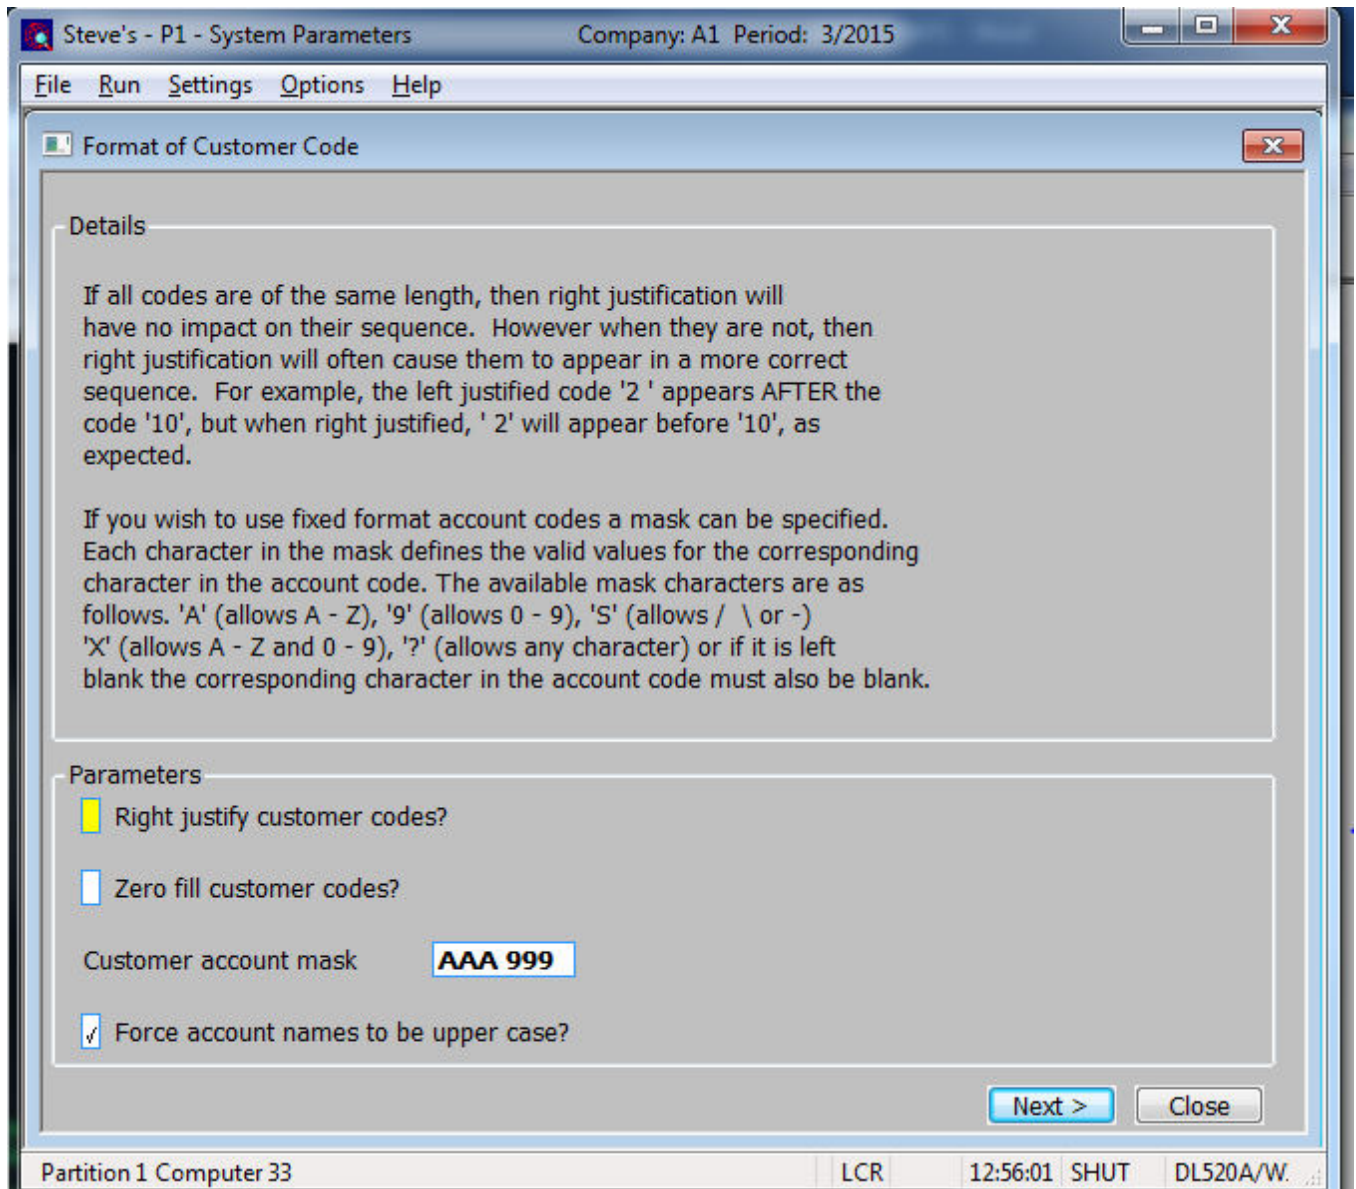 Steve's - P1 - System Parameters Company: A1 Period: 3/2015
File Run Settings Options Help
Format of Customer Code
Details
If all codes are of the same length, then right justification will
have no impact on their sequence.  However when they are not, then
right justification will often cause them to appear in a more correct
sequence.  For example, the left justified code '2 ' appears AFTER the
code '10', but when right justified, ' 2' will appear before '10', as
expected.
If you wish to use fixed format account codes a mask can be specified.
Each character in the mask defines the valid values for the corresponding
character in the account code. The available mask characters are as
follows. 'A' (allows A - Z), '9' (allows 0 - 9), 'S' (allows /  \ or -)
'X' (allows A - Z and 0 - 9), '?' (allows any character) or if it is left
blank the corresponding character in the account code must also be blank.
Parameters
Right justify customer codes?
Zero fill customer codes?
Customer account mask AAA 999
Force account names to be upper case?
Next > Close
Partition 1 Computer 33 LCR 12:56:01 SHUT DL520A/W.